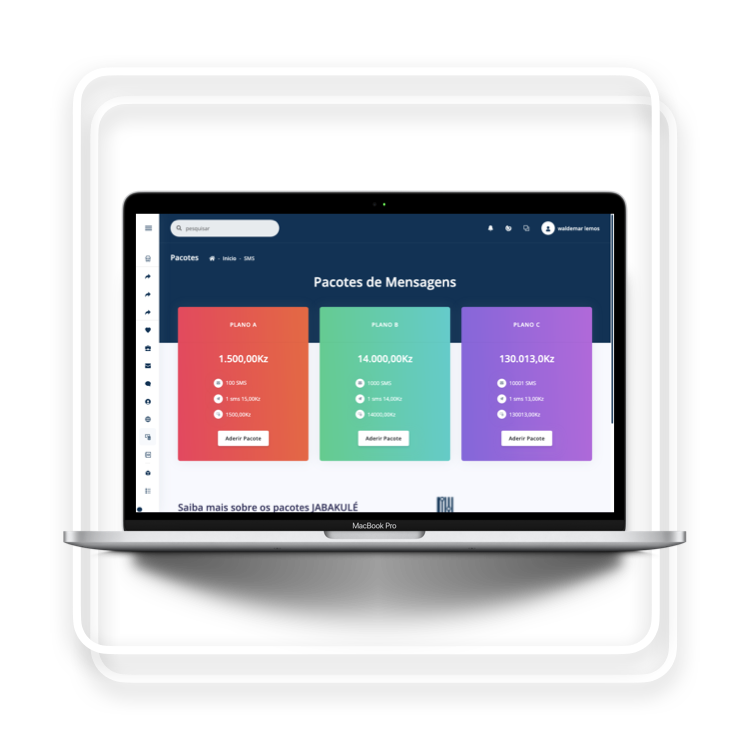 pesquisar
waldemar lemos
Pacotes
- Início - SMS
Pacotes de Mensagens
PLANO A
1.500,00Kz
100 SMS
1 sms 15,00Kz
1500,00Kz
Aderir Pacote
PLANO B
14.000,00Kz
1000 SMS
1 sms 14,00Kz
14000,00Kz
Aderir Pacote
PLANO C
130.013,0Kz
10001 SMS
1 sms 13,00Kz
130013,00Kz
Aderir Pacote
Saiba mais sobre os pacotes JABAKULÉ
MacBook Pro